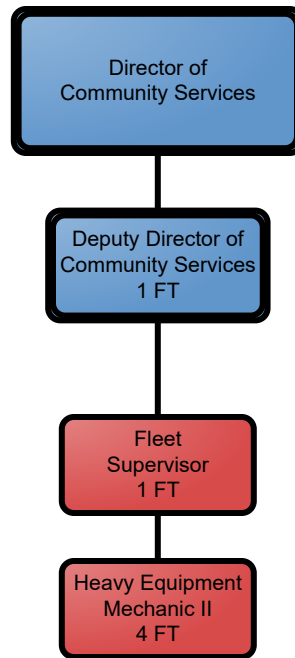 Director of
Community Services
Deputy Director of
Community Services
1 FT
Fleet
Supervisor
1 FT
Heavy Equipment
Mechanic II
4 FT